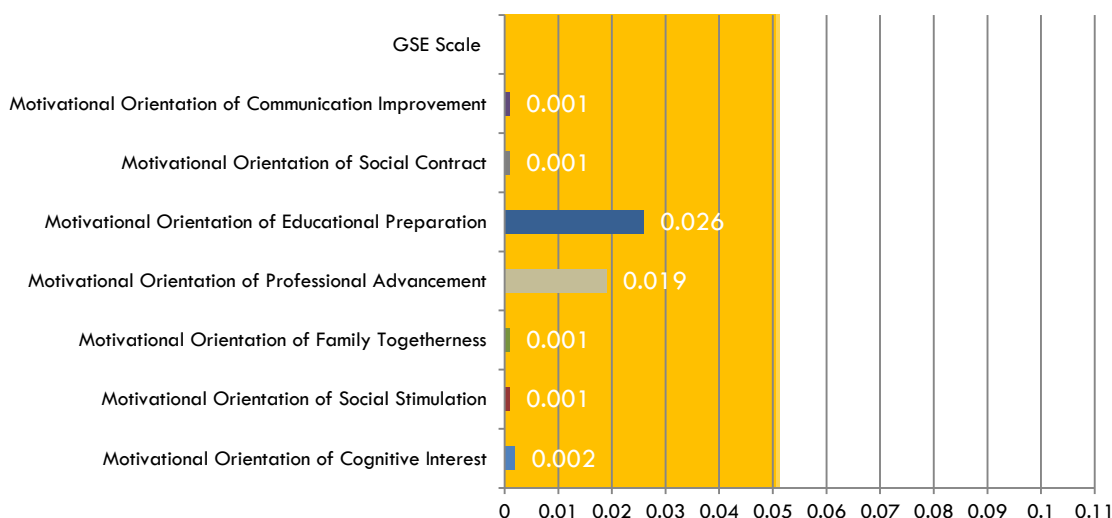 GSE Scale
Motivational Orientation of Communication Improvement 0.001
Motivational Orientation of Social Contract 0.001
Motivational Orientation of Educational Preparation 0.026
Motivational Orientation of Professional Advancement 0.019
Motivational Orientation of Family Togetherness 0.001
Motivational Orientation of Social Stimulation 0.001
Motivational Orientation of Cognitive Interest 0.002
0 0.01 0.02 0.03 0.04 0.05 0.06 0.07 0.08 0.09 0.1 0.11